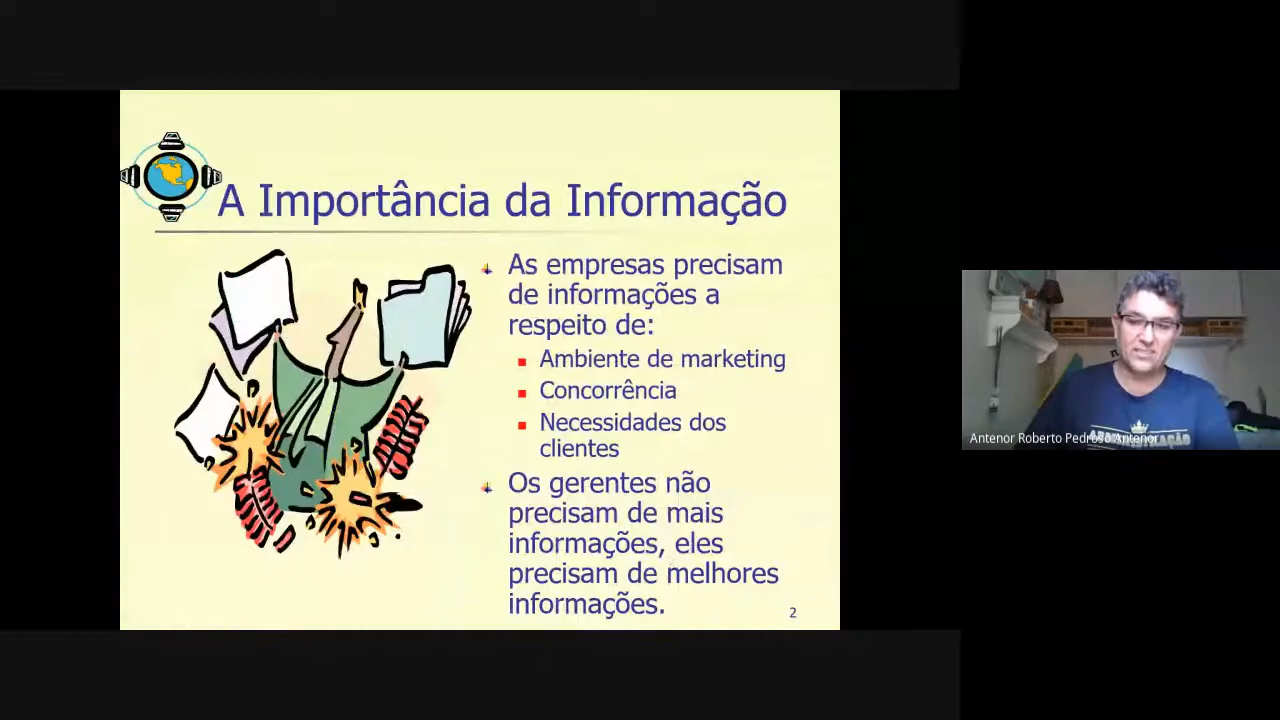 A Importância da Informação
As empresas precisam
de informações a
respeito de:
Ambiente de marketing
Concorrência
Necessidades dos
clientes
Os gerentes não
precisam de mais
informações, eles
precisam de melhores
informações.
2
Antenor Roberto Pedroso Antenor